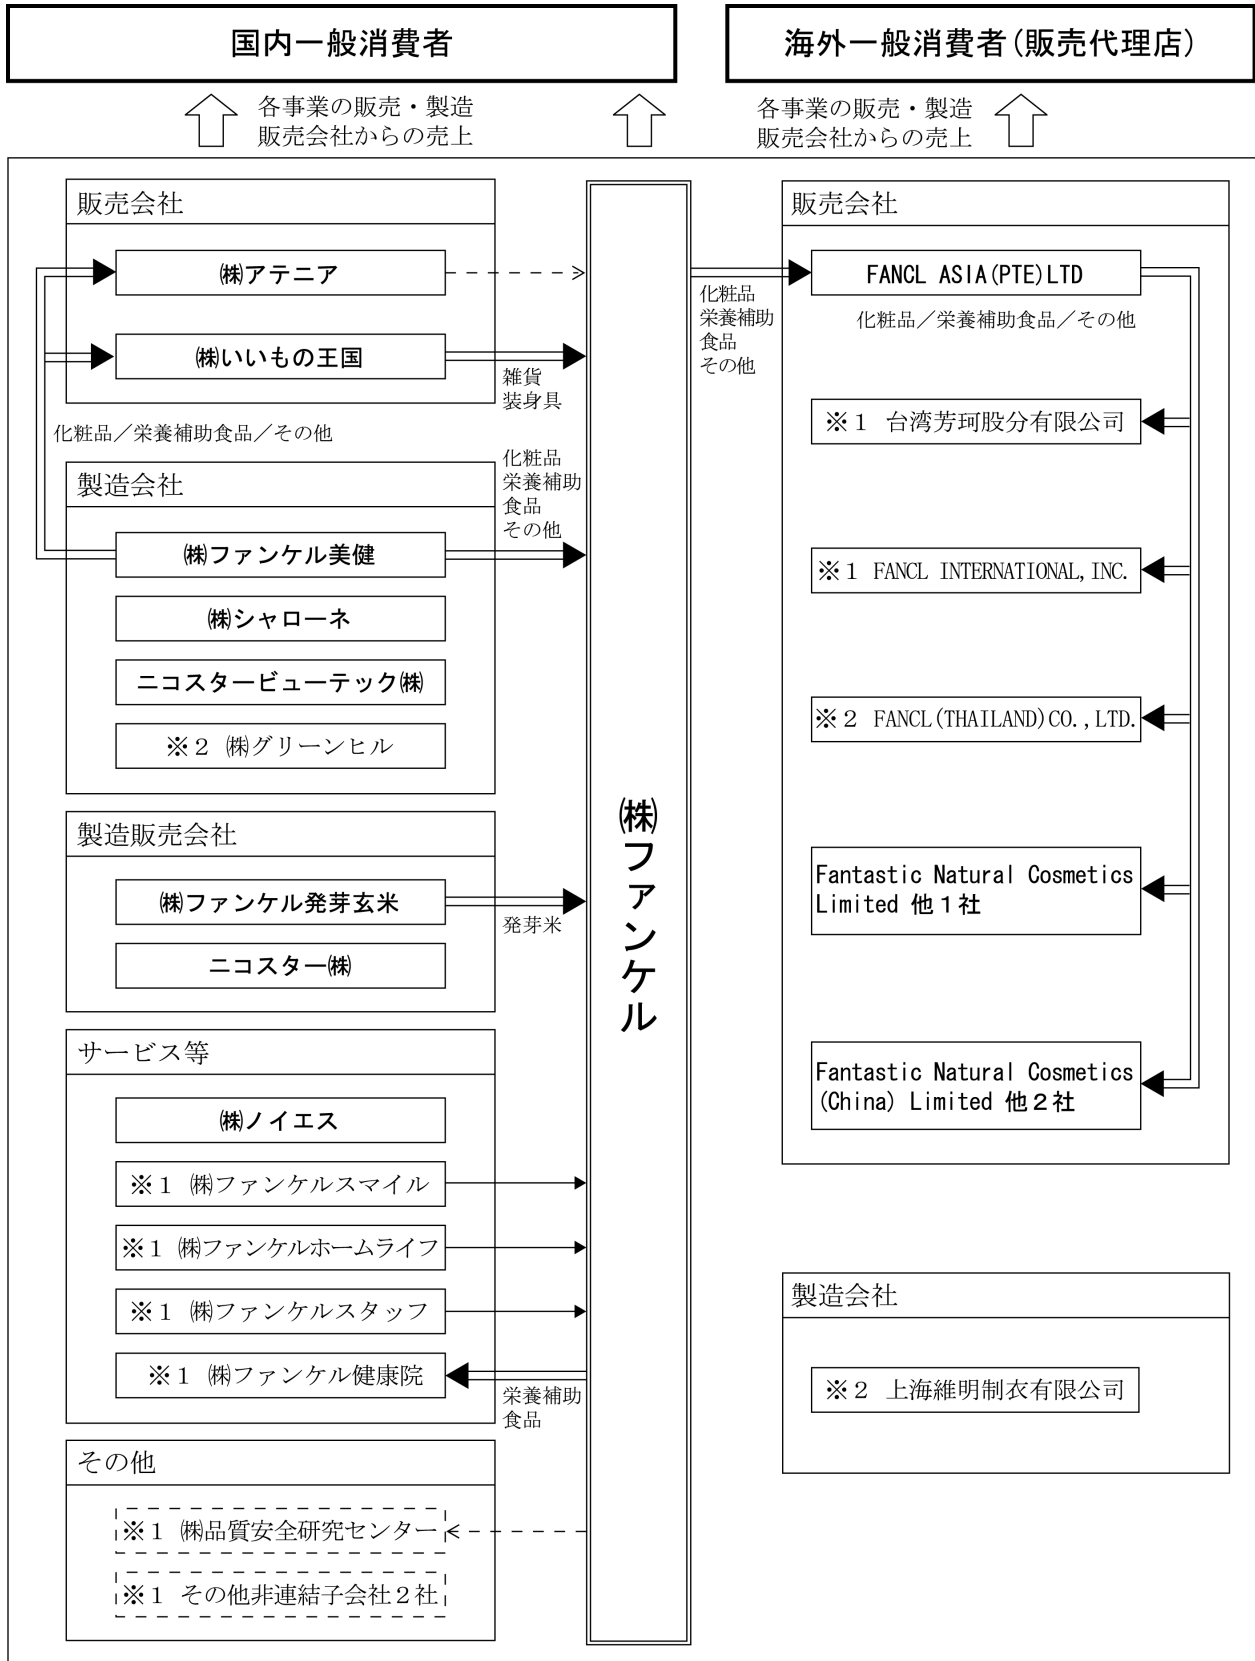 国内一般消費者
海外一般消費者(販売代理店)
各事業の販売・製造
販売会社からの売上
各事業の販売・製造
販売会社からの売上
販売会社
㈱アテニア
㈱いいもの王国
雑貨
装身具
化粧品／栄養補助食品／その他
化粧品
栄養補助
食品
その他
製造会社
㈱ファンケル美健
㈱シャローネ
ニコスタービューテック㈱
※２ ㈱グリーンヒル
製造販売会社
㈱ファンケル発芽玄米
発芽米
ニコスター㈱
サービス等
㈱ノイエス
※１ ㈱ファンケルスマイル
※１ ㈱ファンケルホームライフ
※１ ㈱ファンケルスタッフ
※１ ㈱ファンケル健康院
栄養補助
食品
その他
※１ ㈱品質安全研究センター
※１ その他非連結子会社２社
㈱ファンケル
化粧品
栄養補助
食品
その他
販売会社
FANCL ASIA(PTE)LTD
化粧品／栄養補助食品／その他
※１ 台湾芳珂股分有限公司
※１ FANCL INTERNATIONAL,INC.
※２ FANCL(THAILAND)CO.,LTD.
Fantastic Natural Cosmetics
Limited 他１社
Fantastic Natural Cosmetics
(China) Limited 他２社
製造会社
※２ 上海維明制衣有限公司